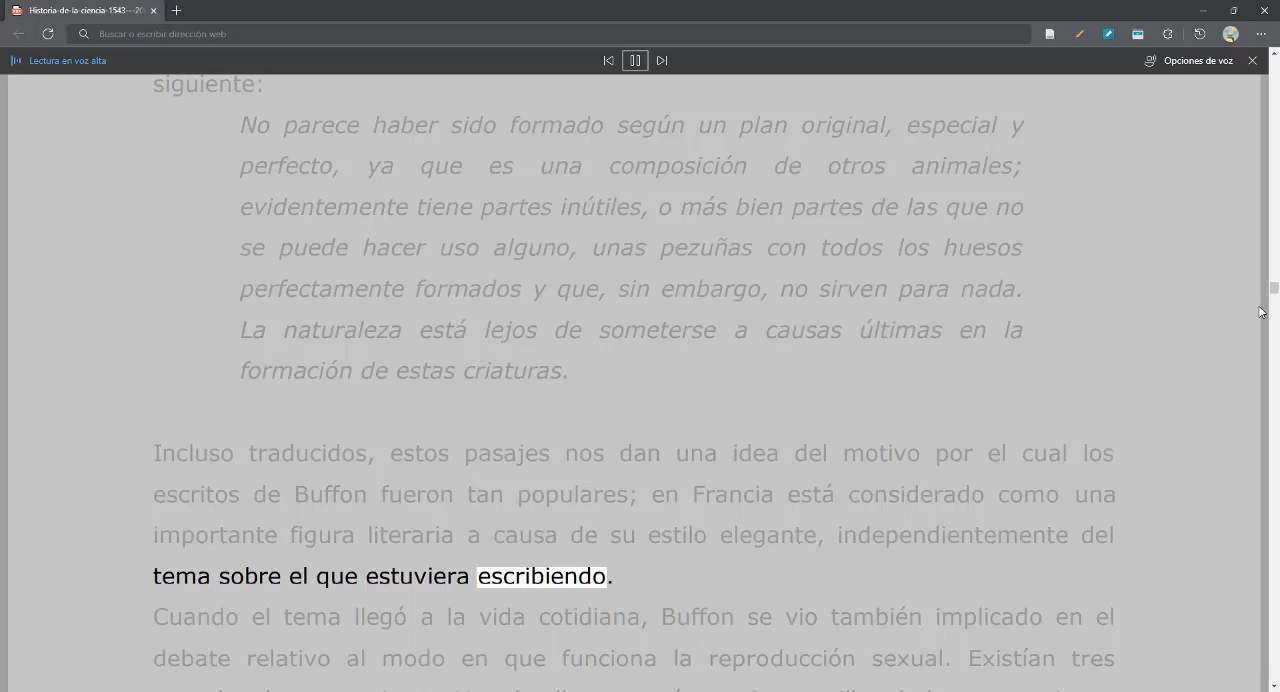 Historia-de-la-ciencia-1543---20
Buscar o escribir dirección web
Lectura en voz alta
Opciones de voz
siguiente:
No parece haber sido formado según un plan original, especial y
perfecto, ya que es una composición de otros animales;
evidentemente tiene partes inútiles, o más bien partes de las que no
se puede hacer uso alguno, unas pezuñas con todos los huesos
perfectamente formados y que, sin embargo, no sirven para nada.
La naturaleza está lejos de someterse a causas últimas en la
formación de estas criaturas.
Incluso traducidos, estos pasajes nos dan una idea del motivo por el cual los
escritos de Buffon fueron tan populares; en Francia está considerado como una
importante figura literaria a causa de su estilo elegante, independientemente del
tema sobre el que estuviera escribiendo.
Cuando el tema llegó a la vida cotidiana, Buffon se vio también implicado en el
debate relativo al modo en que funciona la reproducción sexual. Existían tres